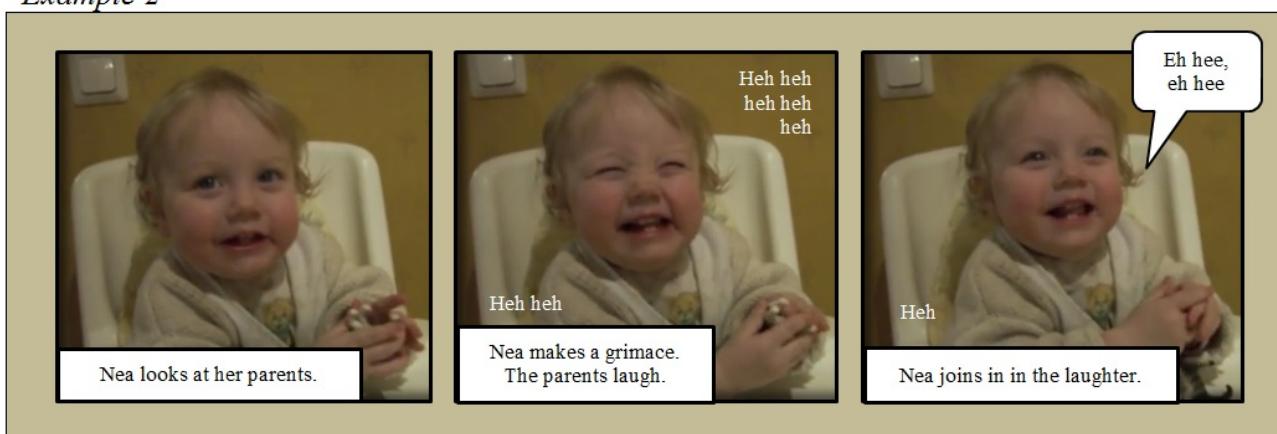 Example 2
Nea looks at her parents.
Heh heh
heh heh
heh
Heh heh
Nea makes a grimace.
The parents laugh.
Eh hee,
eh hee
Heh
Nea joins in in the laughter.